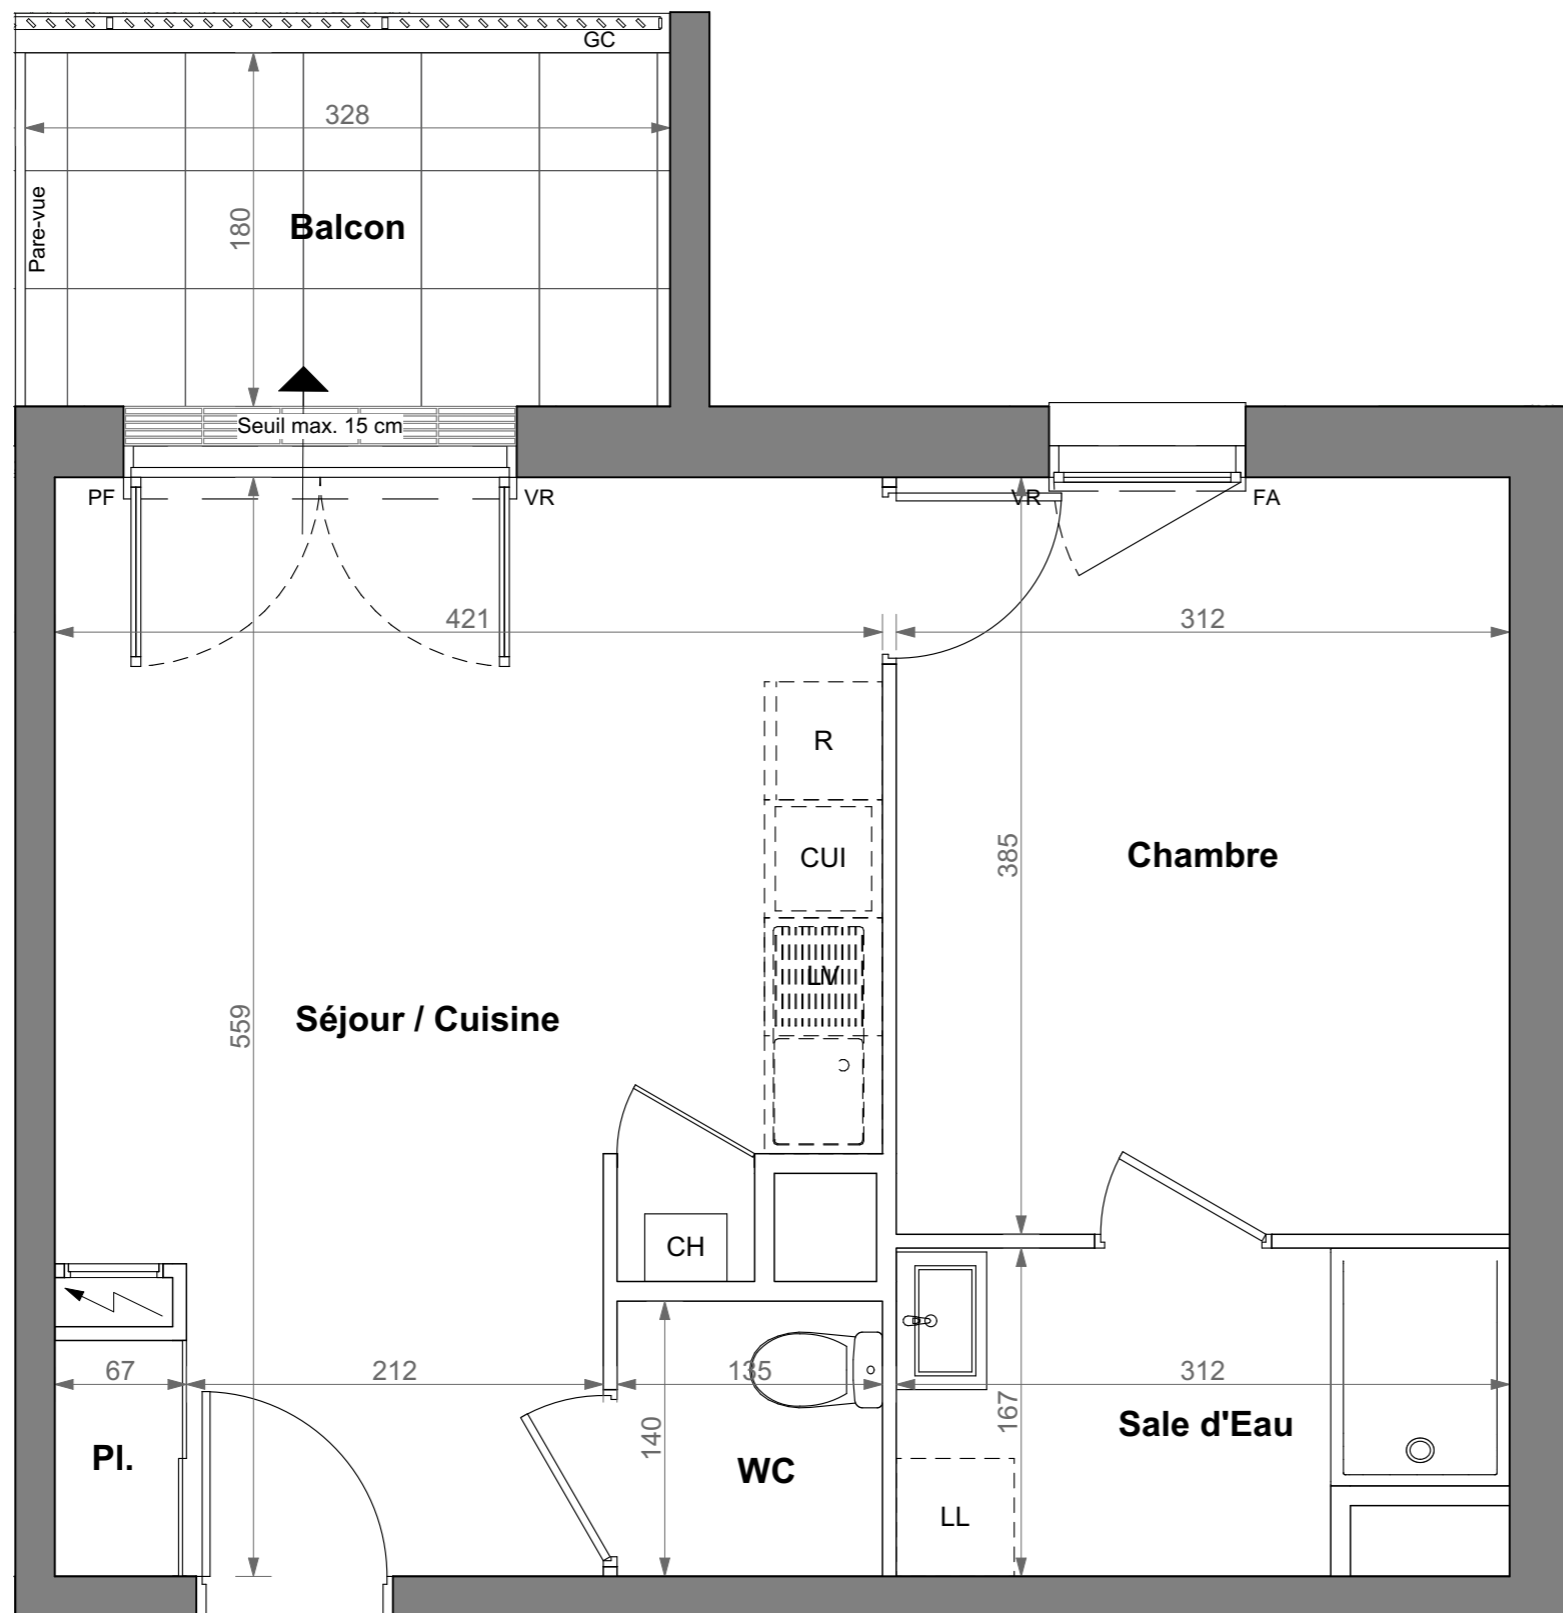 GC
328
Pare-vue
180
Balcon
Seuil max. 15 cm
PF
VR
VR
FA
421
312
R
CUI
385
Chambre
LV
559
Séjour / Cuisine
CH
67
212
135
312
140
167
Sale d'Eau
Pl.
WC
LL